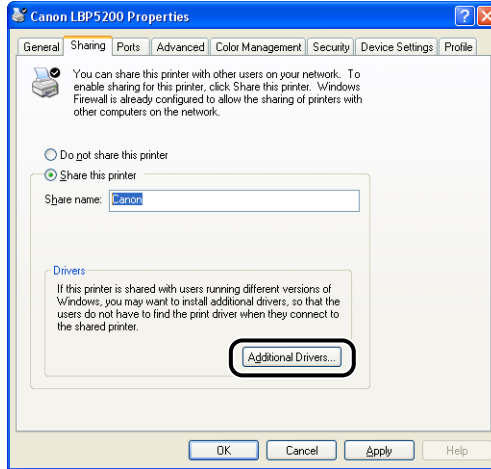 Canon LBP5200 Properties
General Sharing Ports Advanced Color Management Security Device Settings Profile
You can share this printer with other users on your network. To
enable sharing for this printer, click Share this printer. Windows
Firewall is already configured to allow the sharing of printers with
other computers on the network.
Do not share this printer
Share this printer
Share name: Canon
Drivers
If this printer is shared with users running different versions of
Windows, you may want to install additional drivers, so that the
users do not have to find the print driver when they connect to
the shared printer.
Additional Drivers...
OK Cancel Apply Help